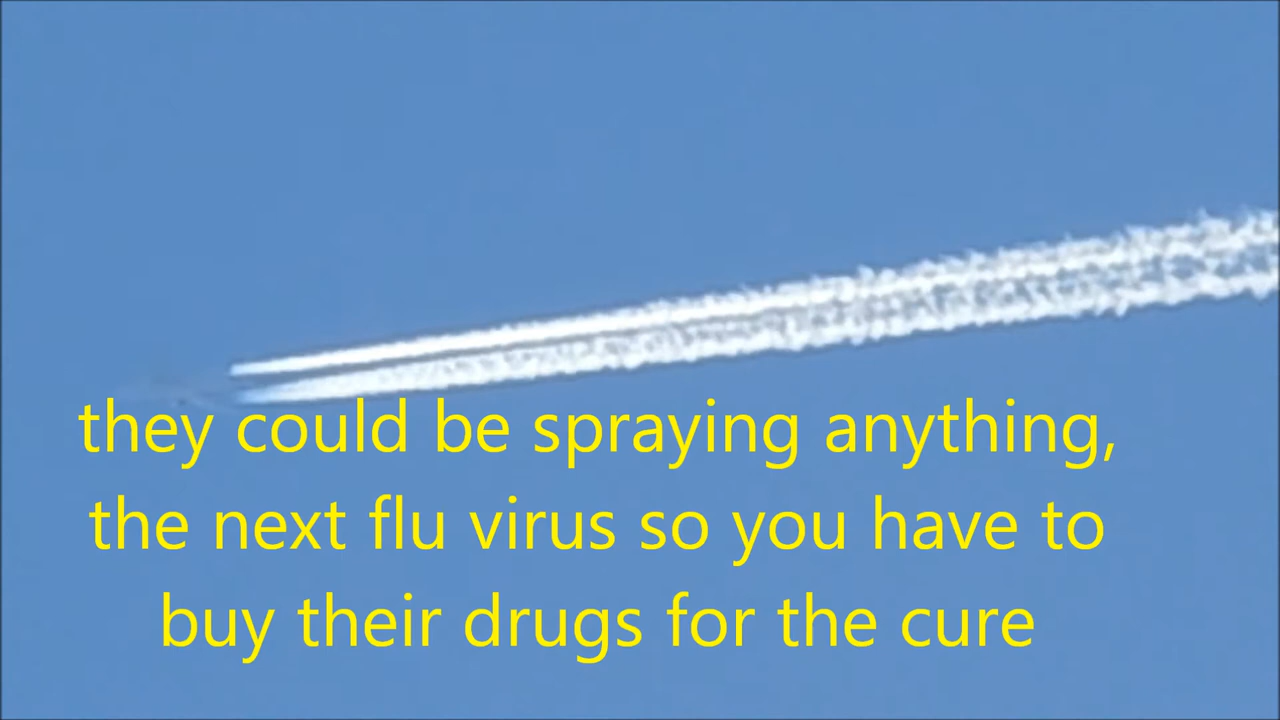 they could be spraying anything,
the next flu virus so you have to
buy their drugs for the cure